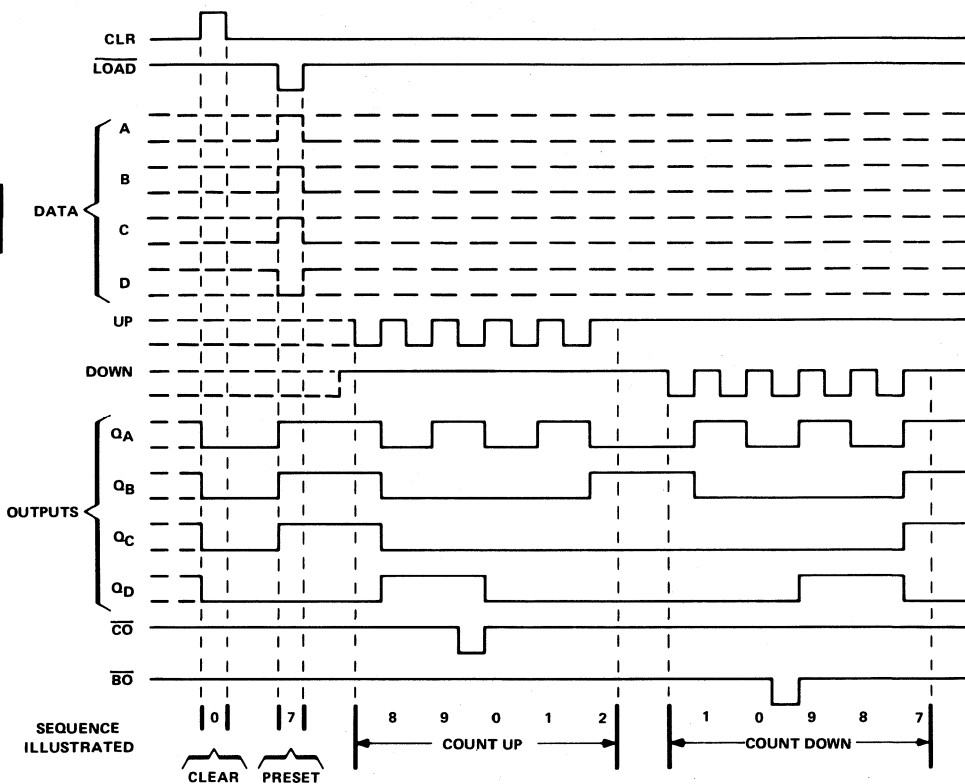 CLR
LOAD
A
B
DATA
C
D
UP
DOWN
QA
QB
OUTPUTS
QC
QD
CO
BO
SEQUENCE
ILLUSTRATED
0 7 8 9 0 1 2 1 0 9 8 7
COUNT UP COUNT DOWN
CLEAR PRESET